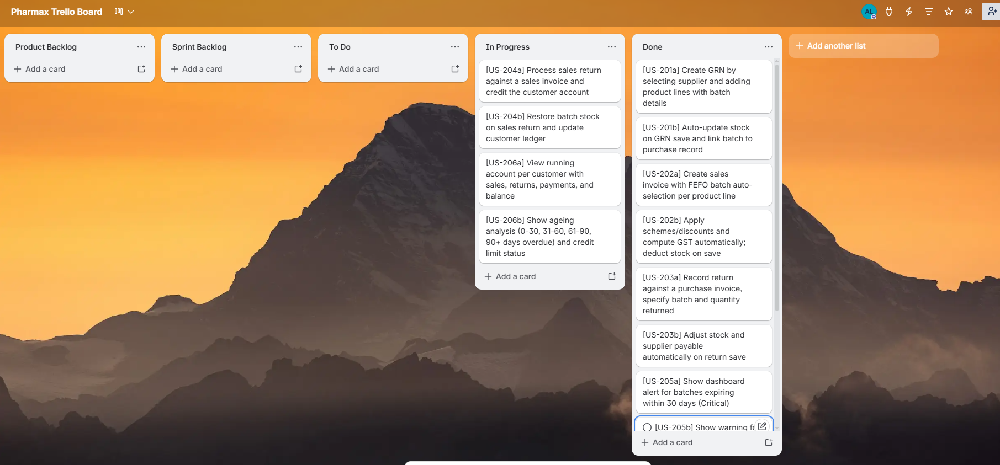 Pharmax Trello Board
AL
Product Backlog
Add a card
Sprint Backlog
Add a card
To Do
Add a card
In Progress
[US-204a] Process sales return
against a sales invoice and
credit the customer account
[US-204b] Restore batch stock
on sales return and update
customer ledger
[US-206a] View running
account per customer with
sales, returns, payments, and
balance
[US-206b] Show ageing
analysis (0-30, 31-60, 61-90,
90+ days overdue) and credit
limit status
Add a card
Done
[US-201a] Create GRN by
selecting supplier and adding
product lines with batch
details
[US-201b] Auto-update stock
on GRN save and link batch to
purchase record
[US-202a] Create sales
invoice with FEFO batch auto-
selection per product line
[US-202b] Apply
schemes/discounts and
compute GST automatically;
deduct stock on save
[US-203a] Record return
against a purchase invoice,
specify batch and quantity
returned
[US-203b] Adjust stock and
supplier payable
automatically on return save
[US-205a] Show dashboard
alert for batches expiring
within 30 days (Critical)
[US-205b] Show warning
Add a card
Add another list